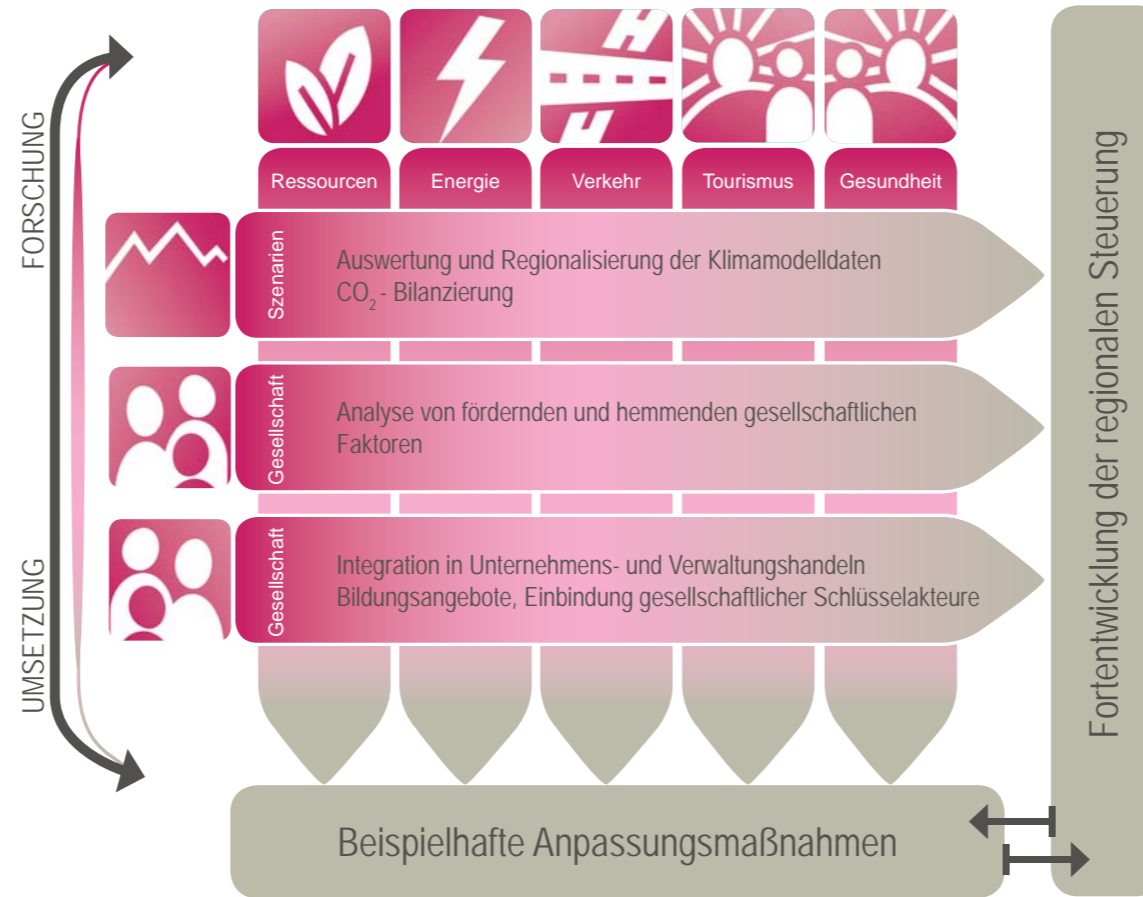 FORSCHUNG
UMSETZUNG
Ressourcen
Energie
Verkehr
Tourismus
Gesundheit
Szenarien
Auswertung und Regionalisierung der Klimamodelldaten
CO₂ - Bilanzierung
Gesellschaft
Analyse von fördernden und hemmenden gesellschaftlichen
Faktoren
Gesellschaft
Integration in Unternehmens- und Verwaltungshandeln
Bildungsangebote, Einbindung gesellschaftlicher Schlüsselakteure
Beispielhafte Anpassungsmaßnahmen
Fortentwicklung der regionalen Steuerung